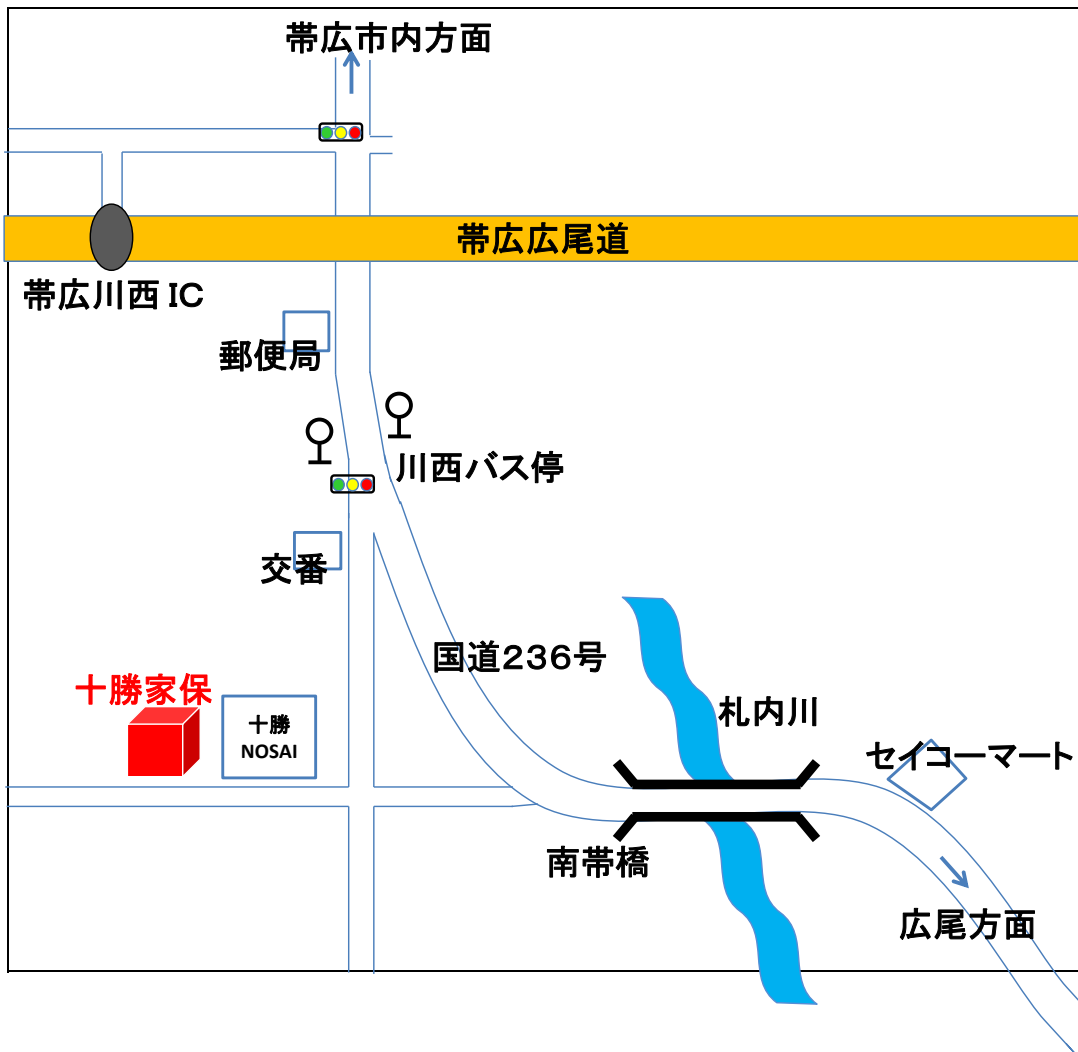 帯広市内方面
帯広広尾道
帯広川西IC
郵便局
川西バス停
交番
国道236号
十勝家保
十勝
NOSAI
札内川
セイコーマート
南帯橋
広尾方面